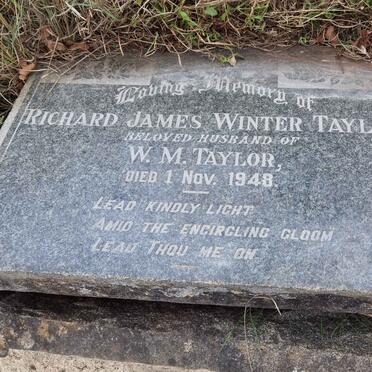 Loving Memory of
RICHARD JAMES WINTER TAYL
BELOVED HUSBAND OF
W. M. TAYLOR,
DIED 1 NOV. 1948.
LEAD KINDLY LIGHT
AMID THE ENCIRCLING GLOOM
LEAD THOU ME ON